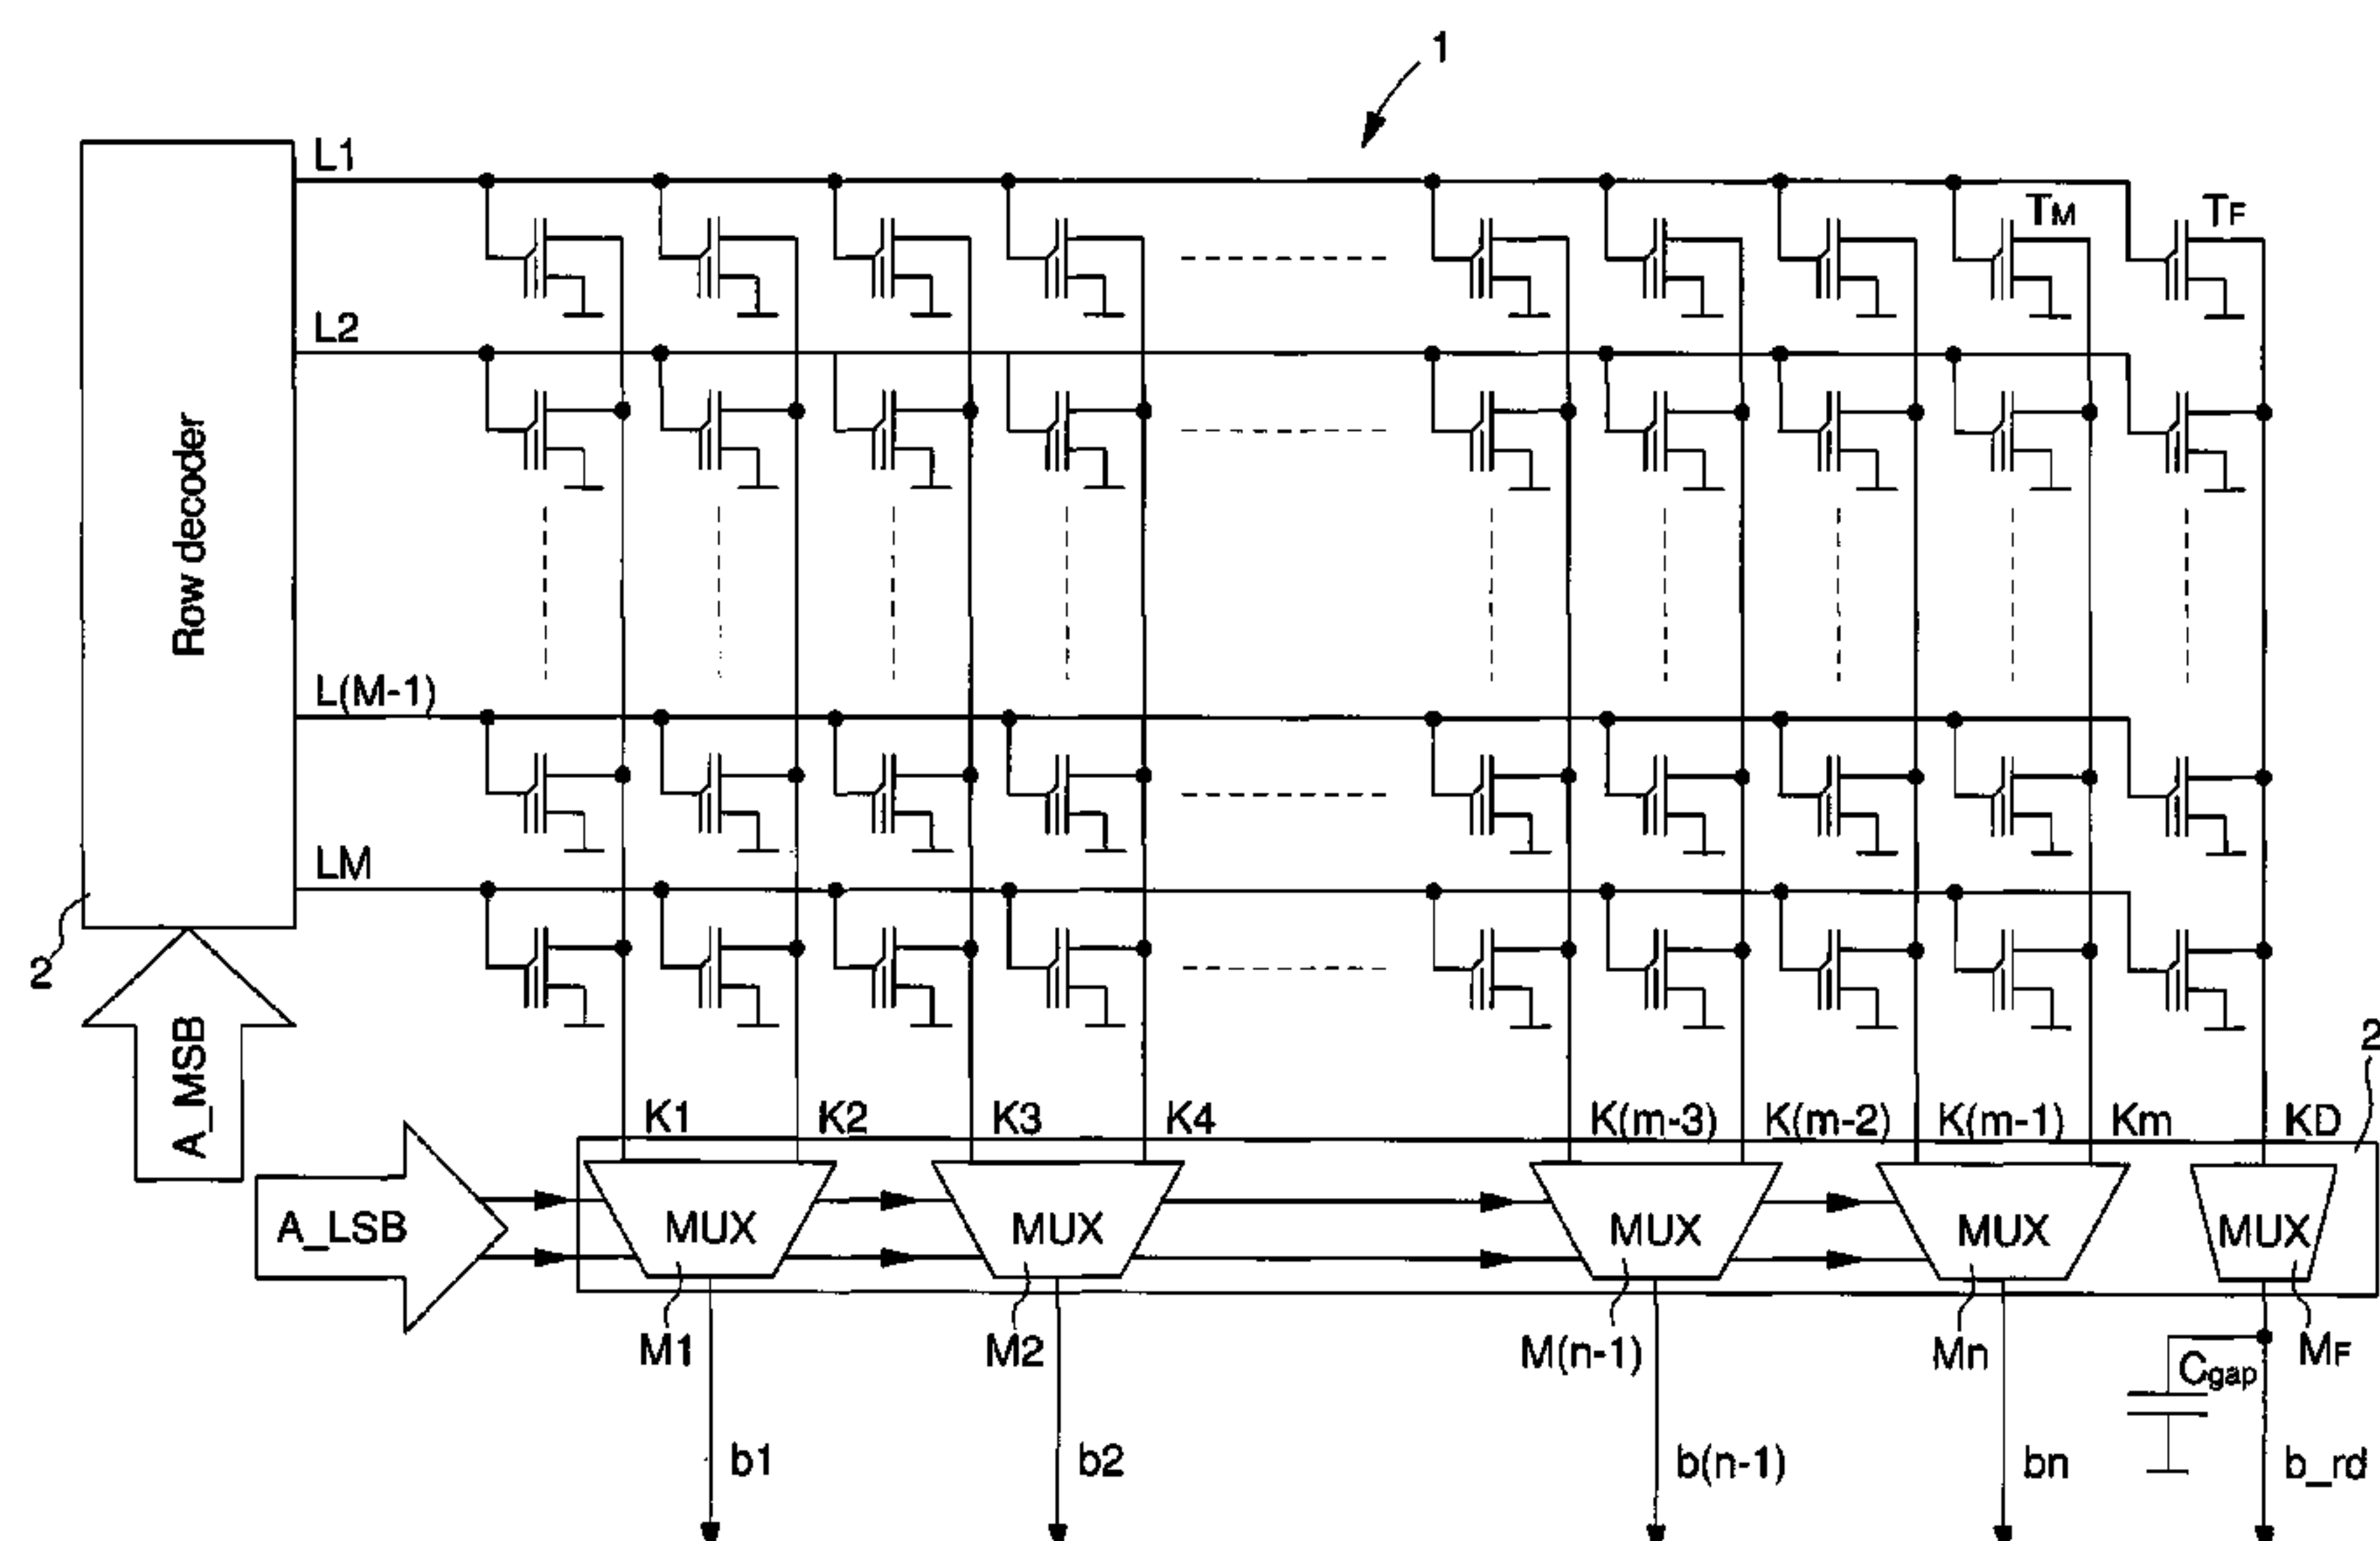 1
L1
TM
TF
L2
Row decoder
L(M-1)
LM
2
A_MSB
2
K1
K2
K3
K4
K(m-3)
K(m-2)
K(m-1)
Km
KD
A_LSB
MUX
MUX
MUX
MUX
MUX
M1
M2
M(n-1)
Mn
MF
Cgap
b1
b2
b(n-1)
bn
b_rd